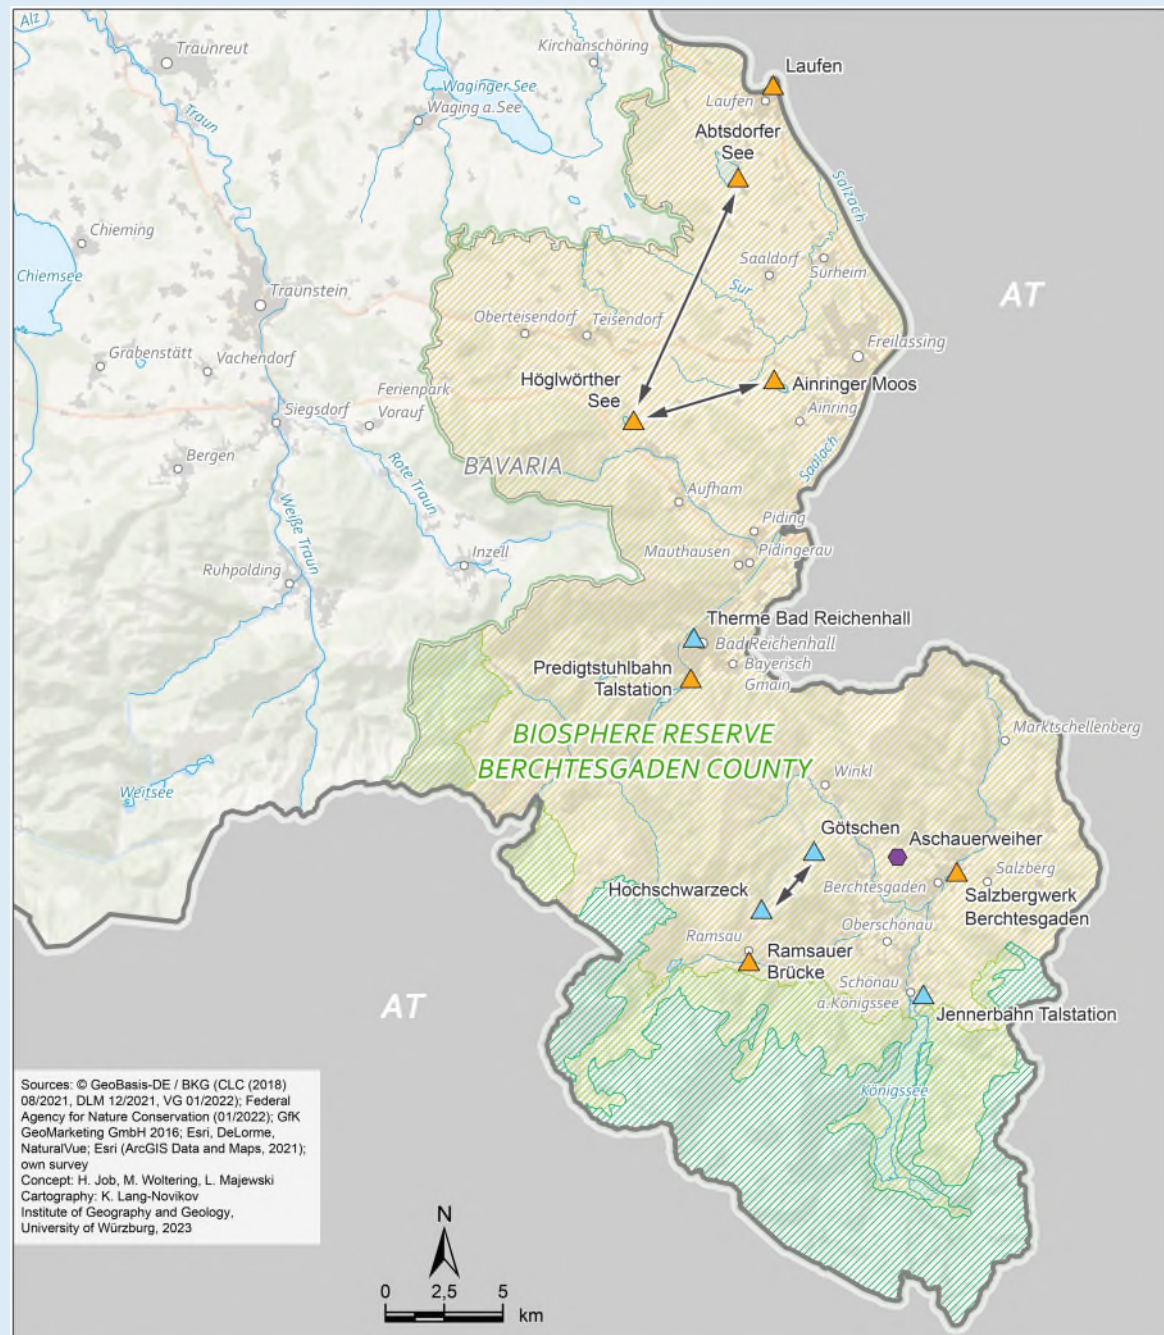 Alz
Traunreut
Traun
Kirchanschöring
Waginger See
Waging a.See
Laufen
Laufen
Abtsdorfer
See
Salzach
Chieming
Chiemsee
Saaldorf
Surheim
Sur
AT
Traunstein
Oberteisendorf
Teisendorf
Freilassing
Grabenstätt
Vachendorf
Höglwörther
See
Ainringer Moos
Ferienpark
Vorauf
Siegsdorf
Ainring
Bergen
BAVARIA
Saalach
Rote Traun
Aufham
Weiße Traun
Piding
Inzell
Mauthausen
Pidingerau
Ruhpolding
Therme Bad Reichenhall
Bad Reichenhall
Predigtstuhlbahn
Talstation
Bayerisch
Gmain
BIOSPHERE RESERVE
BERCHTESGADEN COUNTY
Marktschellenberg
Weitsee
Winkl
Götschen
Aschauerweiher
Hochschwarzeck
Berchtesgaden
Salzberg
Salzbergwerk
Berchtesgaden
Ramsau
Oberschönau
Ramsauer
Brücke
Schönau
a.Königssee
AT
Jennerbahn Talstation
Königssee
Sources: © GeoBasis-DE / BKG (CLC (2018)
08/2021, DLM 12/2021, VG 01/2022); Federal
Agency for Nature Conservation (01/2022); GfK
GeoMarketing GmbH 2016; Esri, DeLorme,
NaturalVue; Esri (ArcGIS Data and Maps, 2021);
own survey
Concept: H. Job, M. Woltering, L. Majewski
Cartography: K. Lang-Novikov
Institute of Geography and Geology,
University of Würzburg, 2023
N
0 2,5 5
km